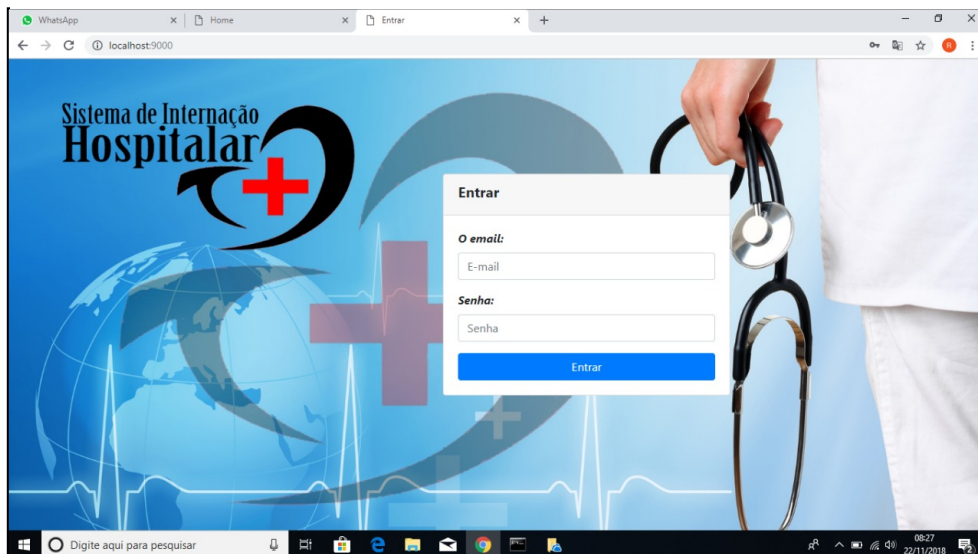 WhatsApp
Home
Entrar
localhost:9000
R
Sistema de Internação
Hospitalar
Entrar
O email:
E-mail
Senha:
Senha
Entrar
Digite aqui para pesquisar
08:27
22/11/2018